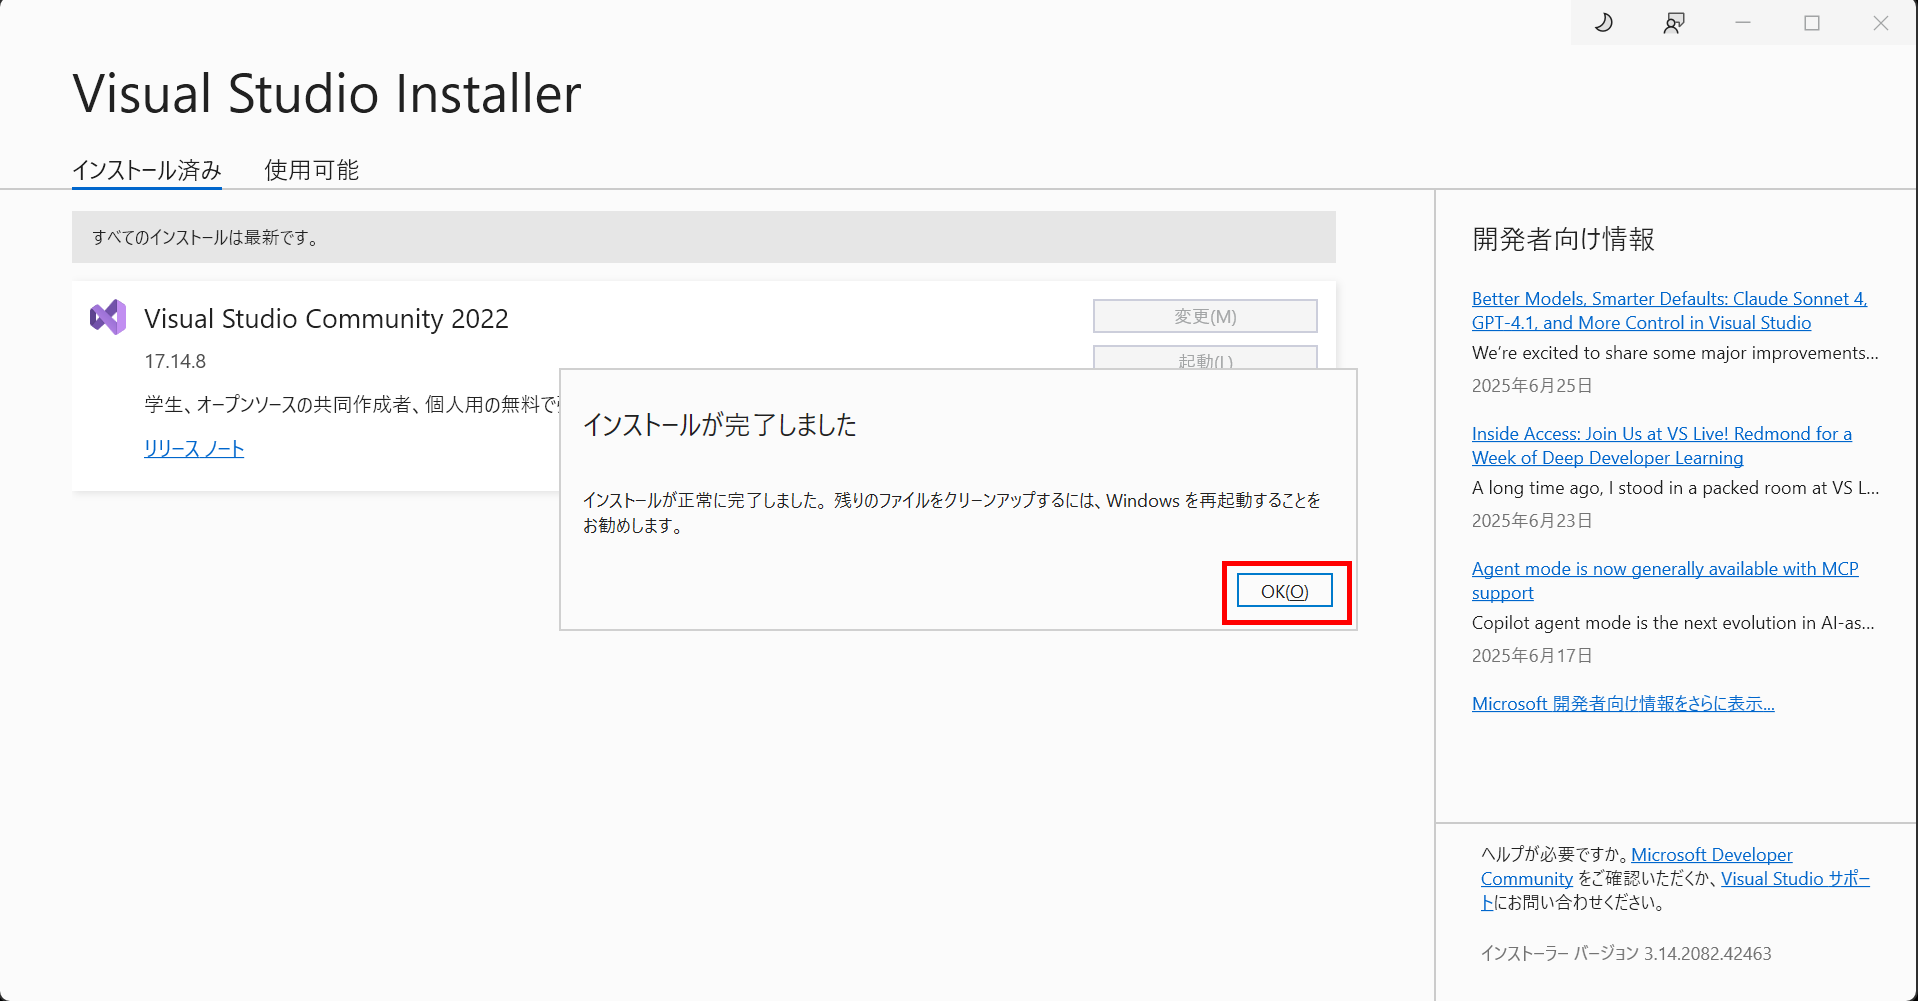 Visual Studio Installer
インストール済み
使用可能
すべてのインストールは最新です。
Visual Studio Community 2022
17.14.8
学生、オープンソースの共同作成者、個人用の無料で
リリース ノート
変更(M)
起動(L)
インストールが完了しました
インストールが正常に完了しました。残りのファイルをクリーンアップするには、Windows を再起動することを
お勧めします。
OK(O)
開発者向け情報
Better Models, Smarter Defaults: Claude Sonnet 4,
GPT-4.1, and More Control in Visual Studio
We're excited to share some major improvements...
2025年6月25日
Inside Access: Join Us at VS Live! Redmond for a
Week of Deep Developer Learning
A long time ago, I stood in a packed room at VS L...
2025年6月23日
Agent mode is now generally available with MCP
support
Copilot agent mode is the next evolution in AI-as...
2025年6月17日
Microsoft 開発者向け情報をさらに表示...
ヘルプが必要ですか。Microsoft Developer
Community をご確認いただくか、Visual Studio サポー
トにお問い合わせください。
インストーラー バージョン 3.14.2082.42463